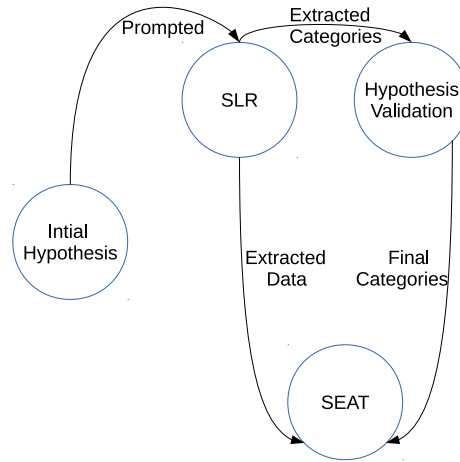 Prompted
Extracted
Categories
SLR
Hypothesis
Validation
Intial
Hypothesis
Extracted
Data
Final
Categories
SEAT